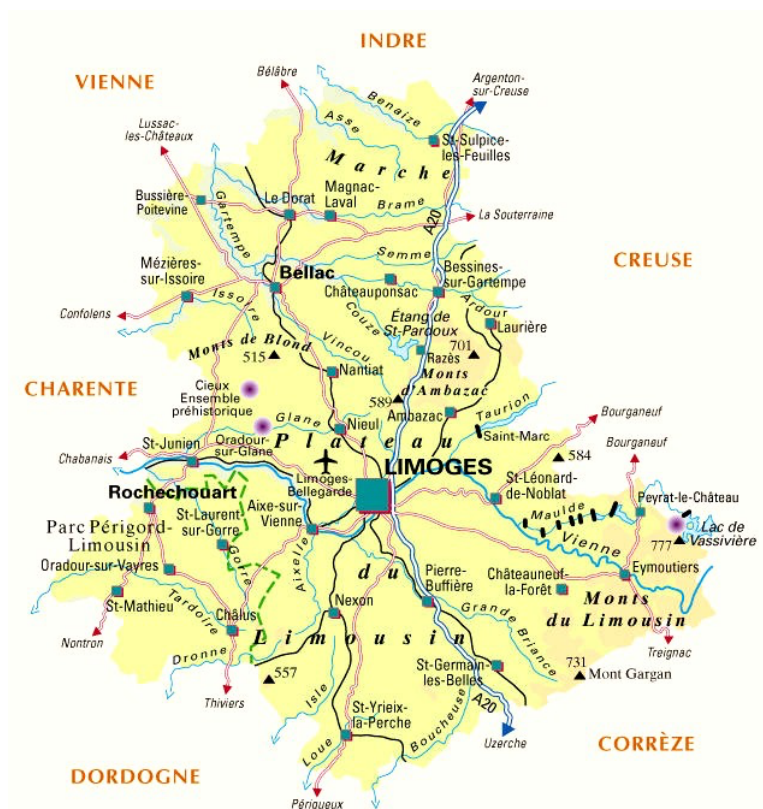 INDRE
VIENNE
Bélâbre
Argenton-
sur-Creuse
Benaize
Asse
Lussac-
les-Châteaux
St-Sulpice-
les-Feuilles
Marche
Bussière-
Poitevine
Gartempe
Le Dorat
Magnac-
Laval
Brame
A20
La Souterraine
Semme
CREUSE
Mézières-
sur-Issoire
Bellac
Bessines-
sur-Gartempe
Châteauponsac
Issoire
Couze
Ardour
Confolens
Étang de
St-Pardoux
Laurière
Vincou
Monts de Blond
515
701
Razès
Nantiat
Monts
d'Ambazac
CHARENTE
Cieux
Ensemble
préhistorique
589
Ambazac
Taurion
Glane
Nieul
Bourganeuf
St-Junien
Oradour-
sur-Glane
Plateau
Saint-Marc
Bourganeuf
Chabanais
584
Limoges-
Bellegarde
LIMOGES
Rochechouart
St-Léonard-
de-Noblat
Peyrat-le-Château
Aixe-sur-
Vienne
St-Laurent-
sur-Gorre
Maulde
Parc Périgord-
Limousin
Lac de
Vassivière
Gorre
Vienne
777
Oradour-sur-Vayres
Aixelle
du
Pierre-
Buffière
Châteauneuf-
la-Forêt
Eymoutiers
St-Mathieu
Tardoire
Nexon
Monts
du Limousin
Châlus
Grande Briance
Limousin
Nontron
Treignac
Dronne
557
St-Germain-
les-Belles
731
Mont Gargan
Thiviers
Isle
A20
St-Yrieix-
la-Perche
Boucheuse
Loue
Uzerche
CORRÈZE
DORDOGNE
Périgueux